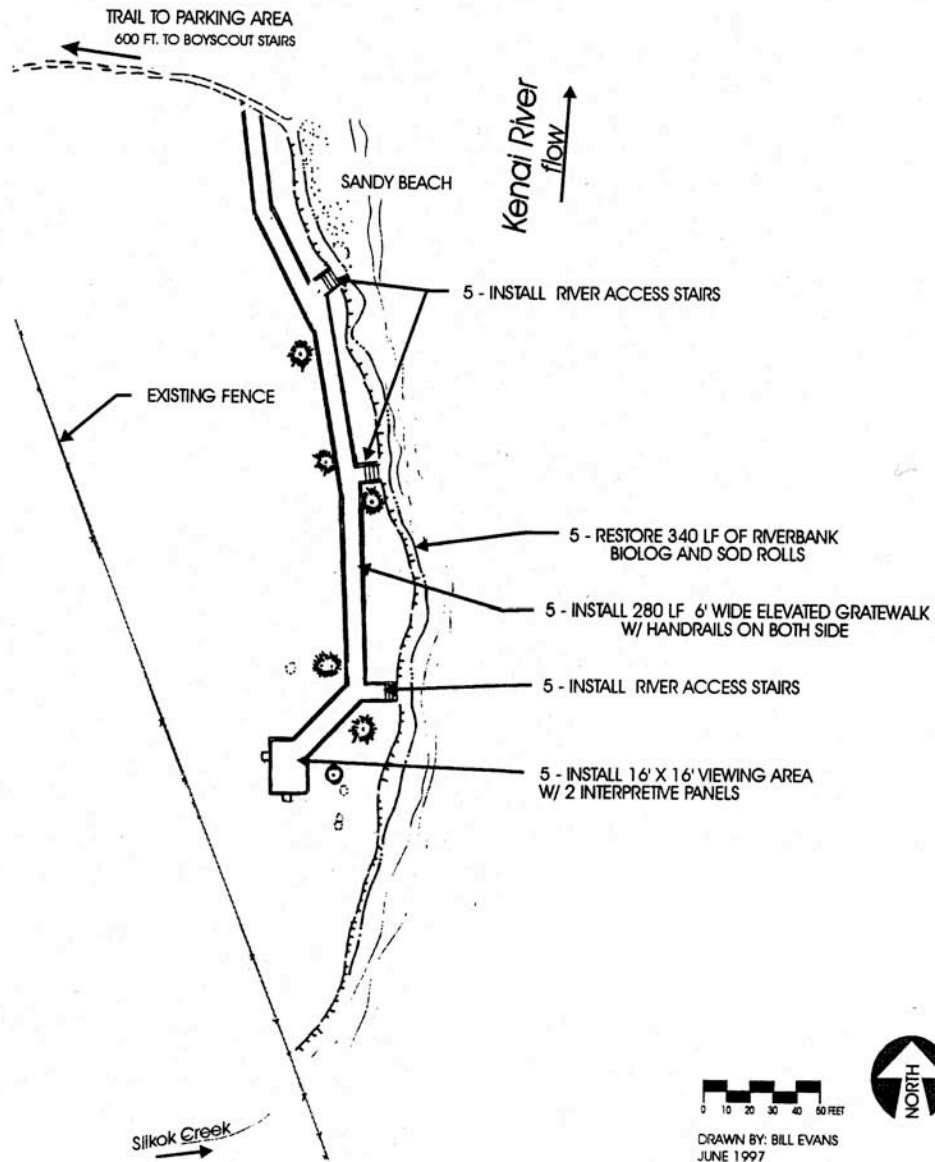 TRAIL TO PARKING AREA
600 FT. TO BOYSCOUT STAIRS
Kenai River
flow
SANDY BEACH
5 - INSTALL RIVER ACCESS STAIRS
EXISTING FENCE
5 - RESTORE 340 LF OF RIVERBANK
BIOLOG AND SOD ROLLS
5 - INSTALL 280 LF 6' WIDE ELEVATED GRATEWALK
W/ HANDRAILS ON BOTH SIDE
5 - INSTALL RIVER ACCESS STAIRS
5 - INSTALL 16' X 16' VIEWING AREA
W/ 2 INTERPRETIVE PANELS
NORTH
0 10 20 30 40 50 FEET
Slikok Creek
DRAWN BY: BILL EVANS
JUNE 1997